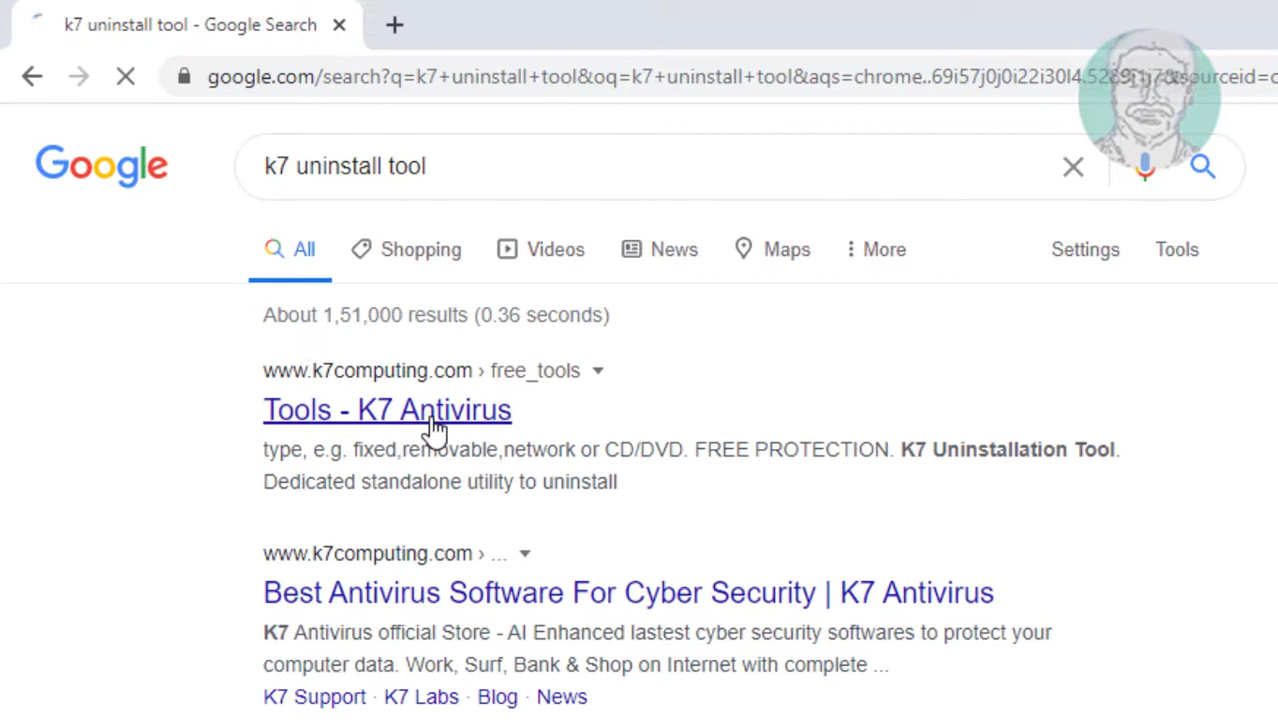 k7 uninstall tool - Google Search
google.com/search?q=k7+uninstall+tool&oq=k7+uninstall+tool&aqs=chrome..69i57j0j0i22i30l4.5289j1j7&sourceid=c
Google
k7 uninstall tool
All Shopping Videos News Maps More Settings Tools
About 1,51,000 results (0.36 seconds)
www.k7computing.com › free_tools
Tools - K7 Antivirus
type, e.g. fixed,removable,network or CD/DVD. FREE PROTECTION. K7 Uninstallation Tool.
Dedicated standalone utility to uninstall
www.k7computing.com › ...
Best Antivirus Software For Cyber Security | K7 Antivirus
K7 Antivirus official Store - AI Enhanced lastest cyber security softwares to protect your
computer data. Work, Surf, Bank & Shop on Internet with complete ...
K7 Support · K7 Labs · Blog · News